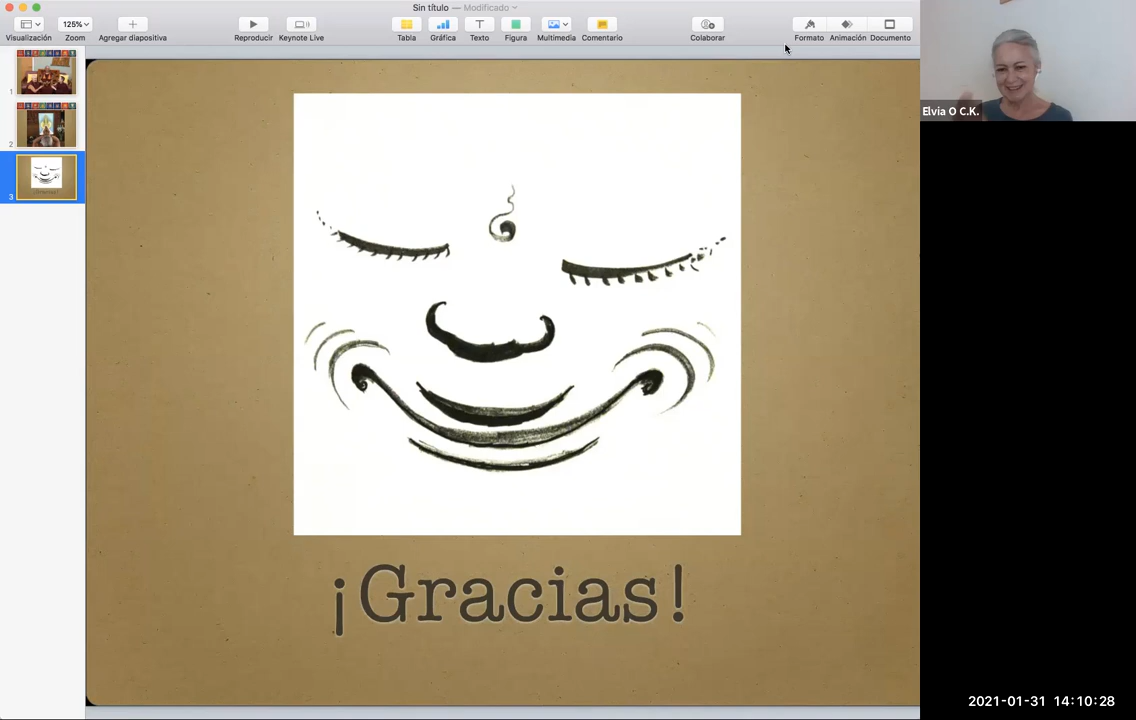 Sin título — Modificado
125%
Visualización
Zoom
Agregar diapositiva
Reproducir
Keynote Live
Tabla
Gráfica
Texto
Figura
Multimedia
Comentario
Colaborar
Formato
Animación
Documento
1
2
3
Elvia O C.K.
¡Gracias!
2021-01-31 14:10:28